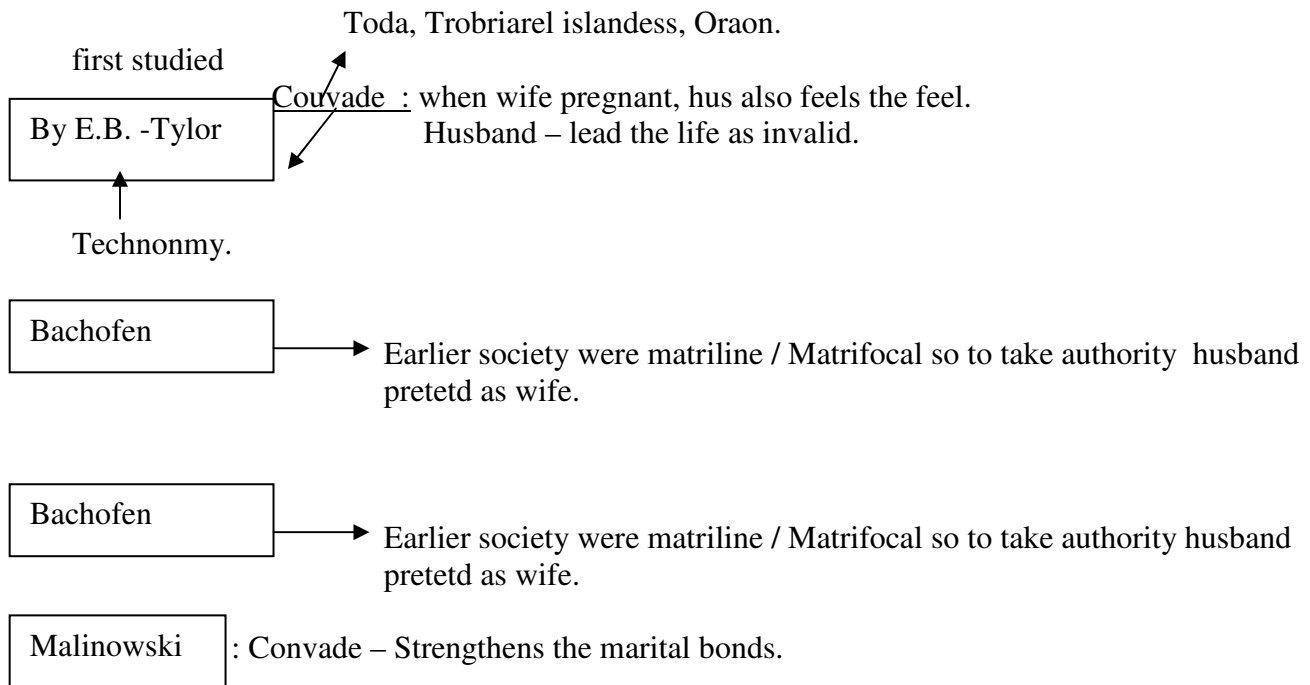 Toda, Trobriarel islandess, Oraon.
first studied
Couvade : when wife pregnant, hus also feels the feel.
By E.B. -Tylor
Husband – lead the life as invalid.
Technonmy.
Bachofen
Earlier society were matriline / Matrifocal so to take authority husband
pretetd as wife.
Bachofen
Earlier society were matriline / Matrifocal so to take authority husband
pretetd as wife.
Malinowski : Convade – Strengthens the marital bonds.